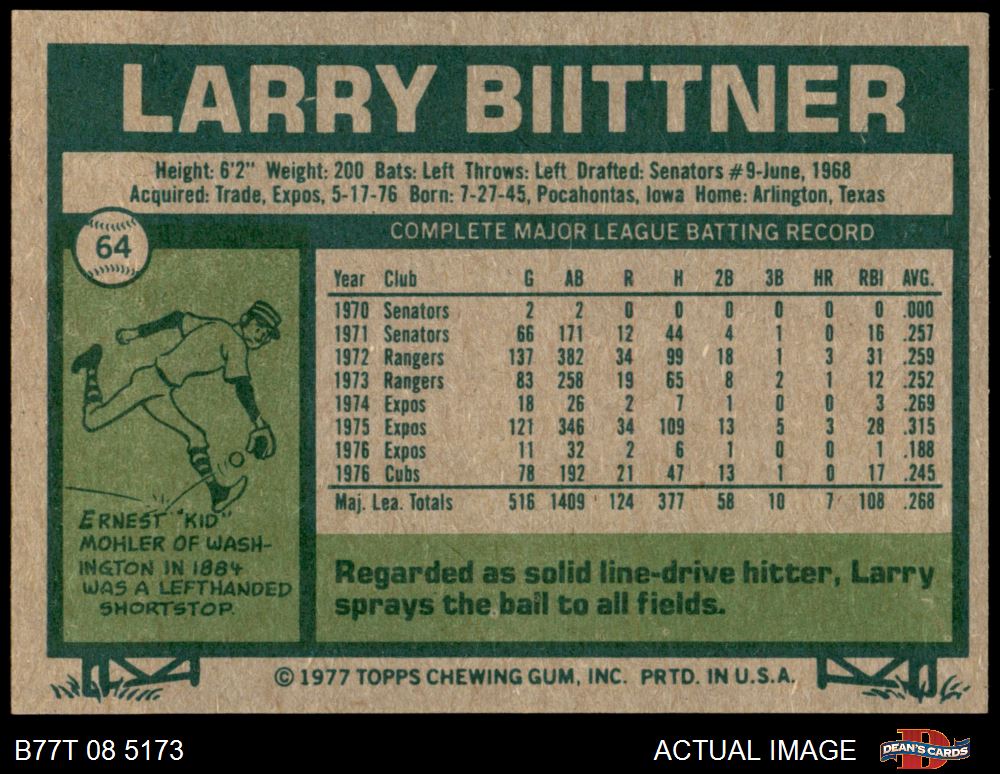 LARRY BIITTNER
Height: 6'2" Weight: 200 Bats: Left Throws: Left Drafted: Senators #9-June, 1968
Acquired: Trade, Expos, 5-17-76 Born: 7-27-45, Pocahontas, Iowa Home: Arlington, Texas
64
COMPLETE MAJOR LEAGUE BATTING RECORD
Year Club G AB R H 2B 3B HR RBI AVG.
1970 Senators 2 2 0 0 0 0 0 0 .000
1971 Senators 66 171 12 44 4 1 0 16 .257
1972 Rangers 137 382 34 99 18 1 3 31 .259
1973 Rangers 83 258 19 65 8 2 1 12 .252
1974 Expos 18 26 2 7 1 0 0 3 .269
1975 Expos 121 346 34 109 13 5 3 28 .315
1976 Expos 11 32 2 6 1 0 0 1 .188
1976 Cubs 78 192 21 47 13 1 0 17 .245
Maj. Lea. Totals 516 1409 124 377 58 10 7 108 .268
ERNEST "KID"
MOHLER OF WASH-
INGTON IN 1884
WAS A LEFTHANDED
SHORTSTOP.
Regarded as solid line-drive hitter, Larry
sprays the ball to all fields.
© 1977 TOPPS CHEWING GUM, INC. PRTD. IN U.S.A.
B77T 08 5173
ACTUAL IMAGE
DEAN'S CARDS